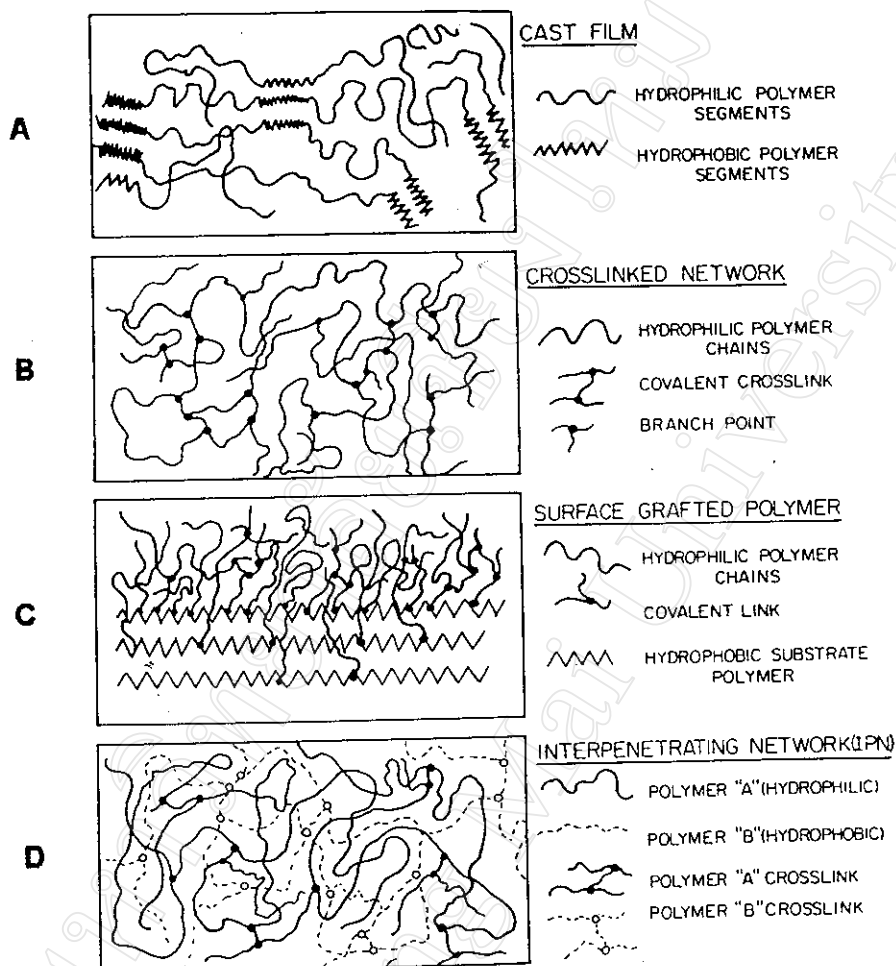 A
CAST FILM
HYDROPHILIC POLYMER
SEGMENTS
HYDROPHOBIC POLYMER
SEGMENTS
B
CROSSLINKED NETWORK
HYDROPHILIC POLYMER
CHAINS
COVALENT CROSSLINK
BRANCH POINT
C
SURFACE GRAFTED POLYMER
HYDROPHILIC POLYMER
CHAINS
COVALENT LINK
HYDROPHOBIC SUBSTRATE
POLYMER
D
INTERPENETRATING NETWORK(IPN)
POLYMER "A"(HYDROPHILIC)
POLYMER "B"(HYDROPHOBIC)
POLYMER "A" CROSSLINK
POLYMER "B" CROSSLINK
Mai University